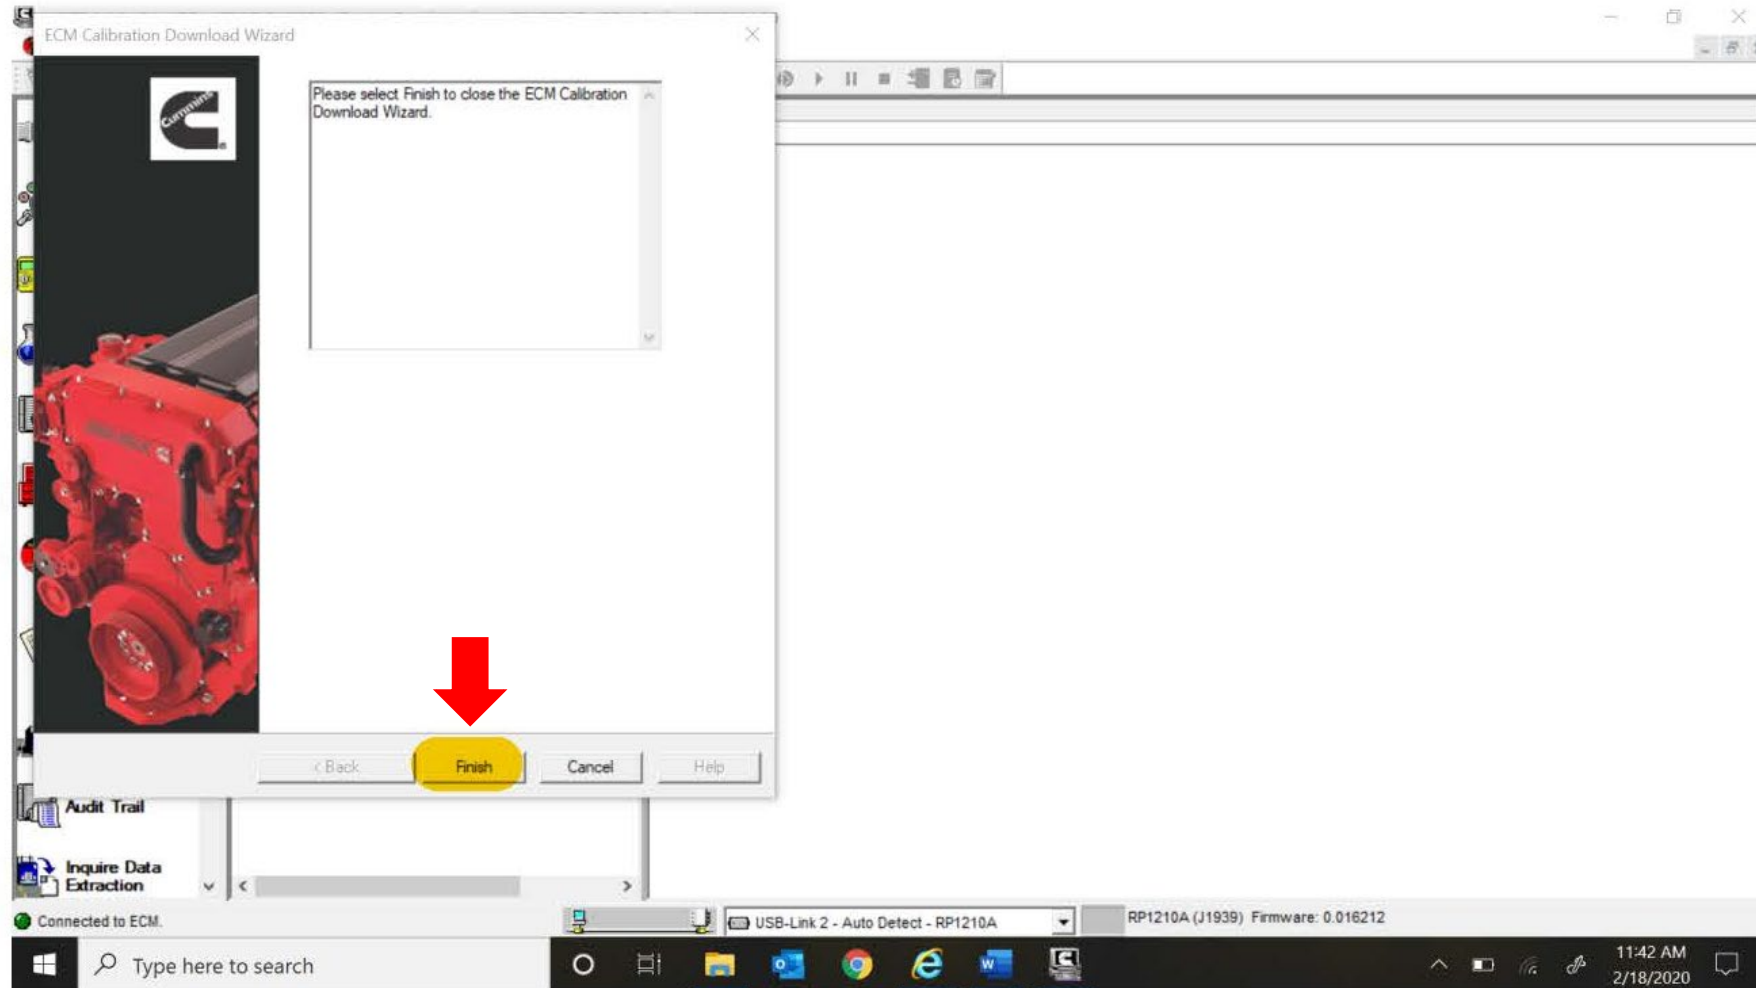 ECM Calibration Download Wizard
Cummins
Please select Finish to close the ECM Calibration
Download Wizard.
< Back
Finish
Cancel
Help
Audit Trail
Inquire Data
Extraction
Connected to ECM.
USB-Link 2 - Auto Detect - RP1210A
RP1210A (J1939) Firmware: 0.016212
Type here to search
11:42 AM
2/18/2020